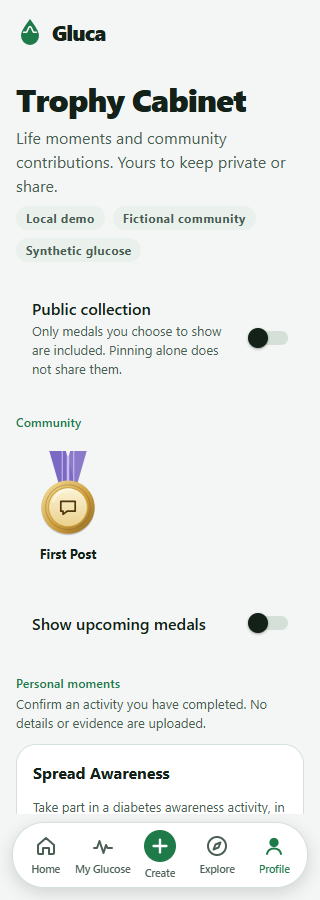 Gluca
Trophy Cabinet
Life moments and community
contributions. Yours to keep private or
share.
Local demo
Fictional community
Synthetic glucose
Public collection
Only medals you choose to show
are included. Pinning alone does
not share them.
Community
First Post
Show upcoming medals
Personal moments
Confirm an activity you have completed. No
details or evidence are uploaded.
Spread Awareness
Take part in a diabetes awareness activity, in
Home
My Glucose
Create
Explore
Profile